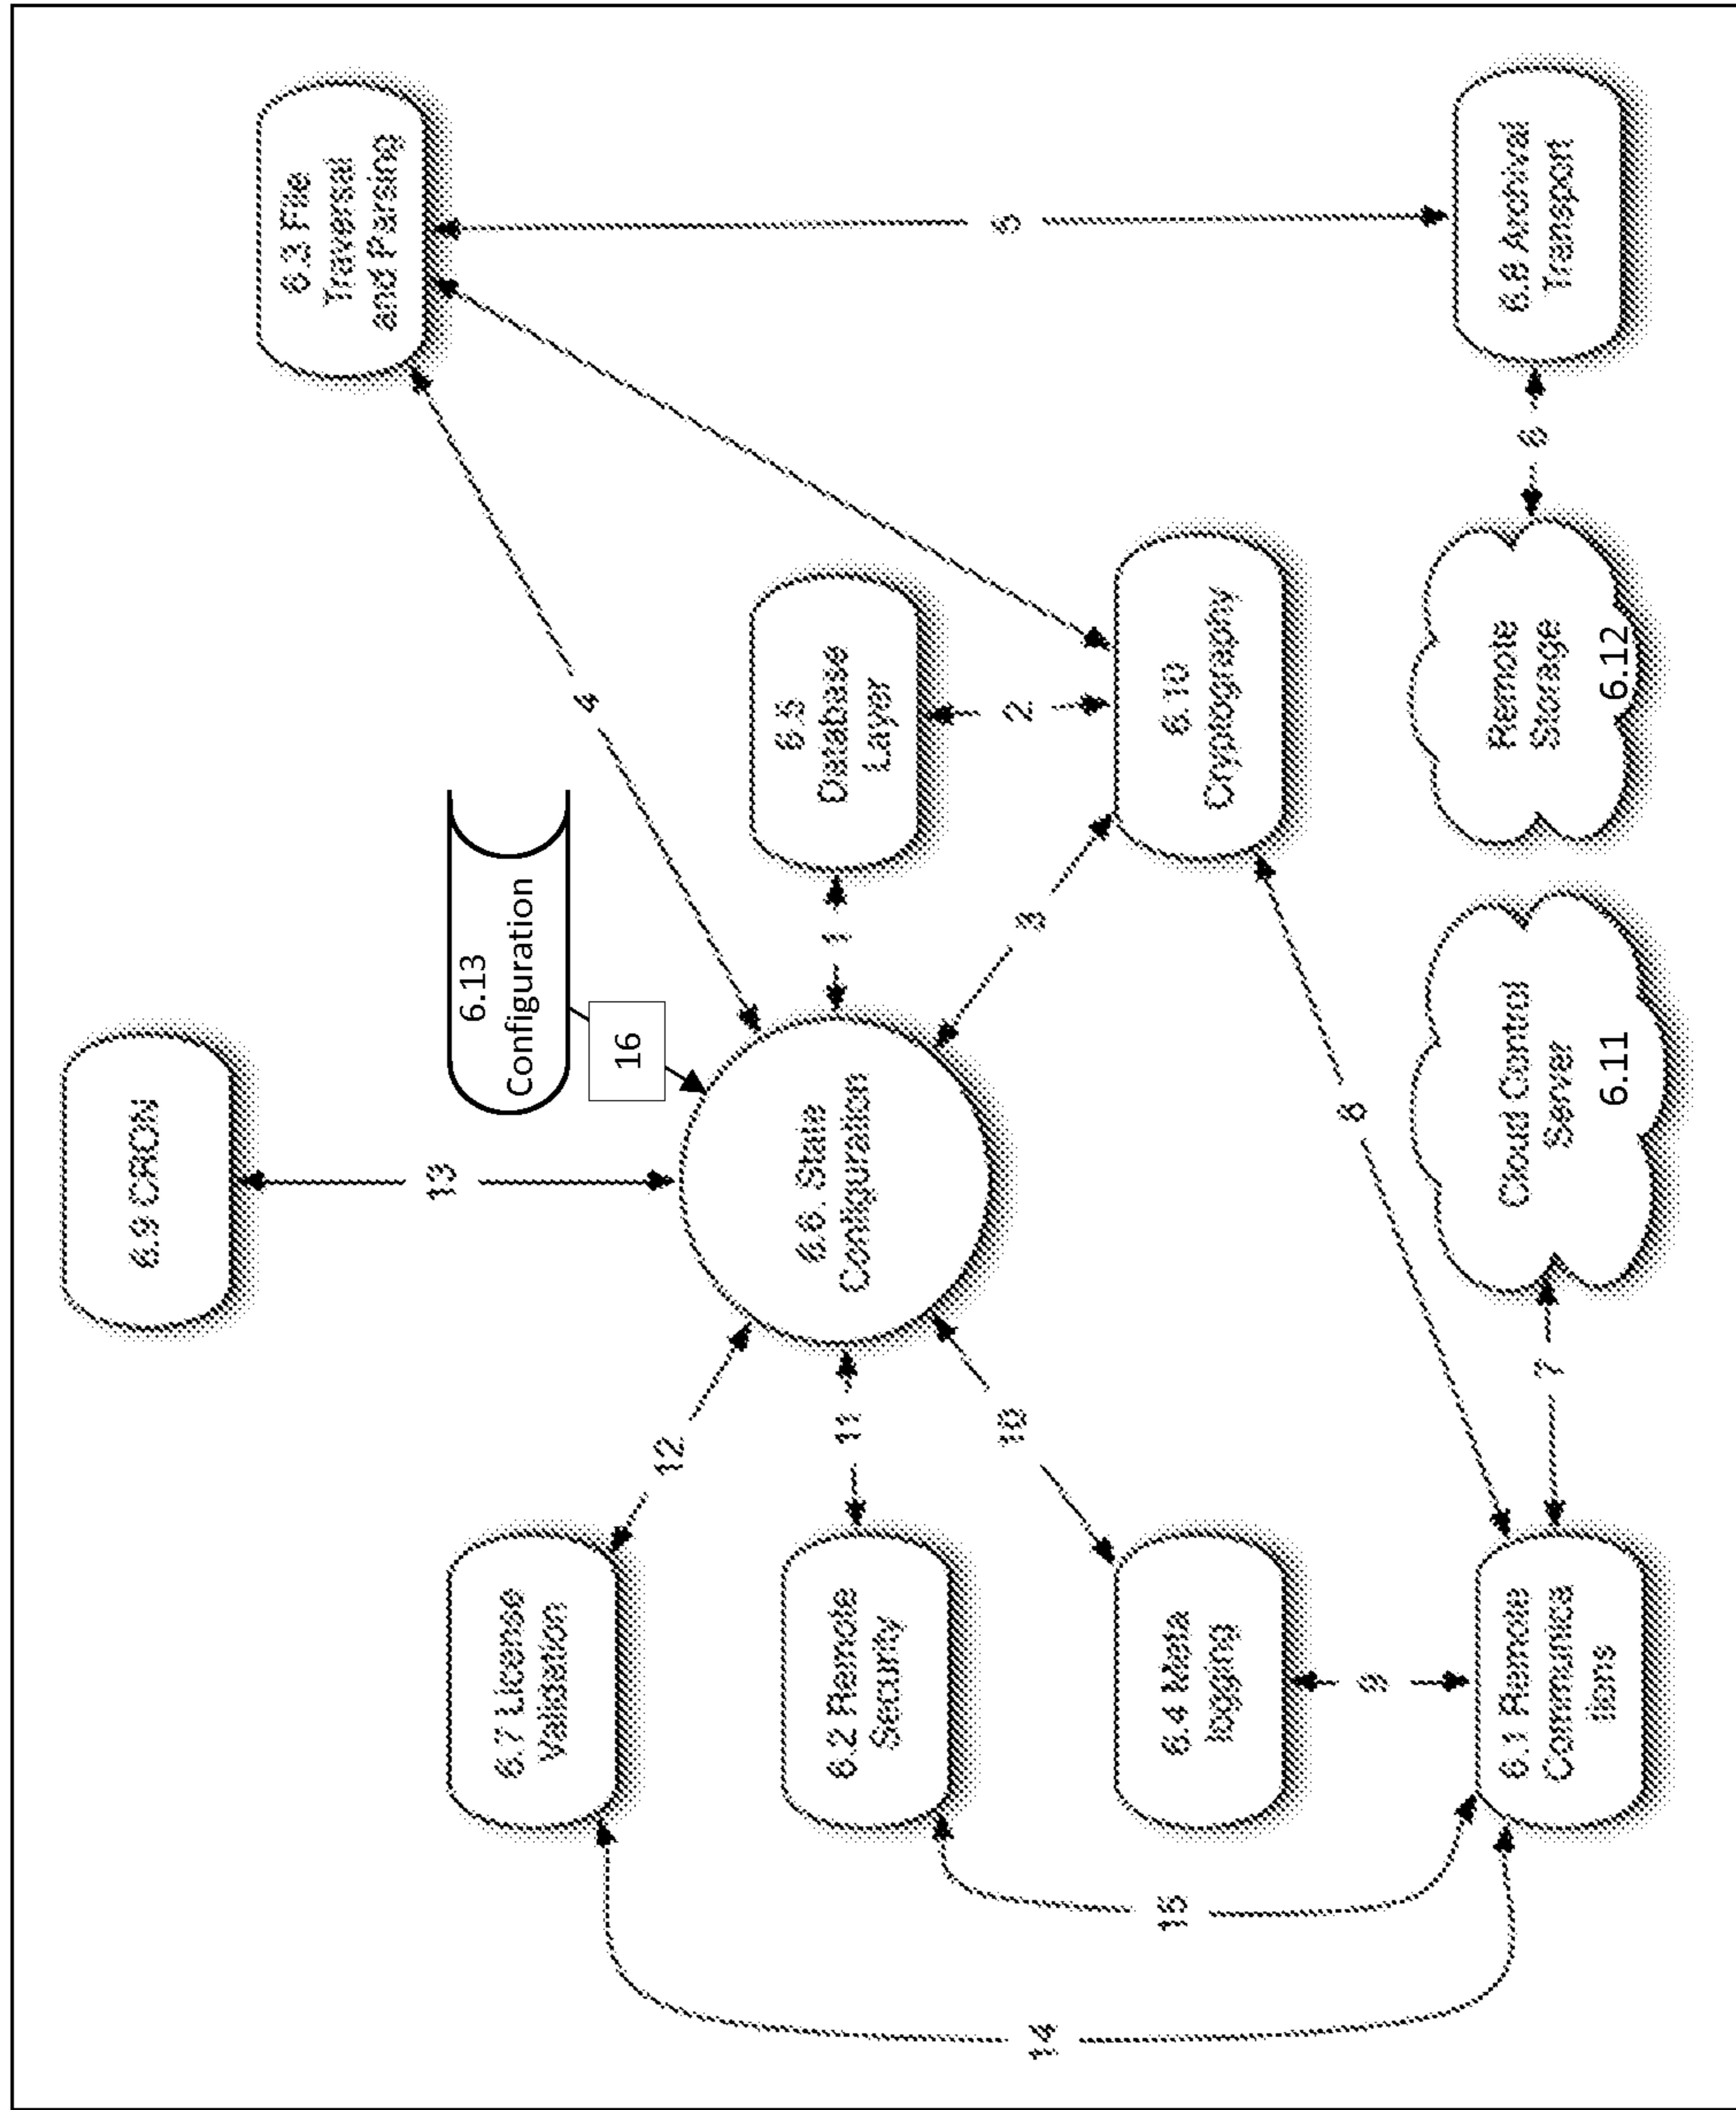 6.9 CRON
6.3 File
Traversal
and Parsing
13
6.13
Configuration
6.7 License
Validation
4
16
12
6.2 Remote
Security
11
6.6. State
Configuration
1
6.5
Database
Layer
14
10
3
2
5
15
6.4 Meta
logging
6.10
Cryptography
9
8
6.1 Remote
Communica
tions
7
Cloud Control
Server
6.11
Remote
Storage
6.12
6
6.8 Archival
Transport